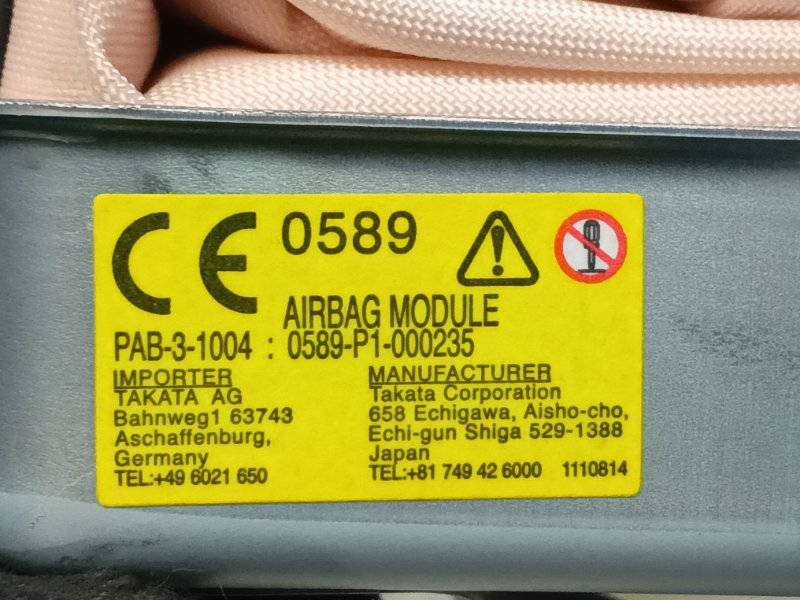 CE 0589
AIRBAG MODULE
PAB-3-1004 : 0589-P1-000235
IMPORTER
TAKATA AG
Bahnweg1 63743
Aschaffenburg,
Germany
TEL:+49 6021 650
MANUFACTURER
Takata Corporation
658 Echigawa, Aisho-cho,
Echi-gun Shiga 529-1388
Japan
TEL:+81 749 42 6000 1110814